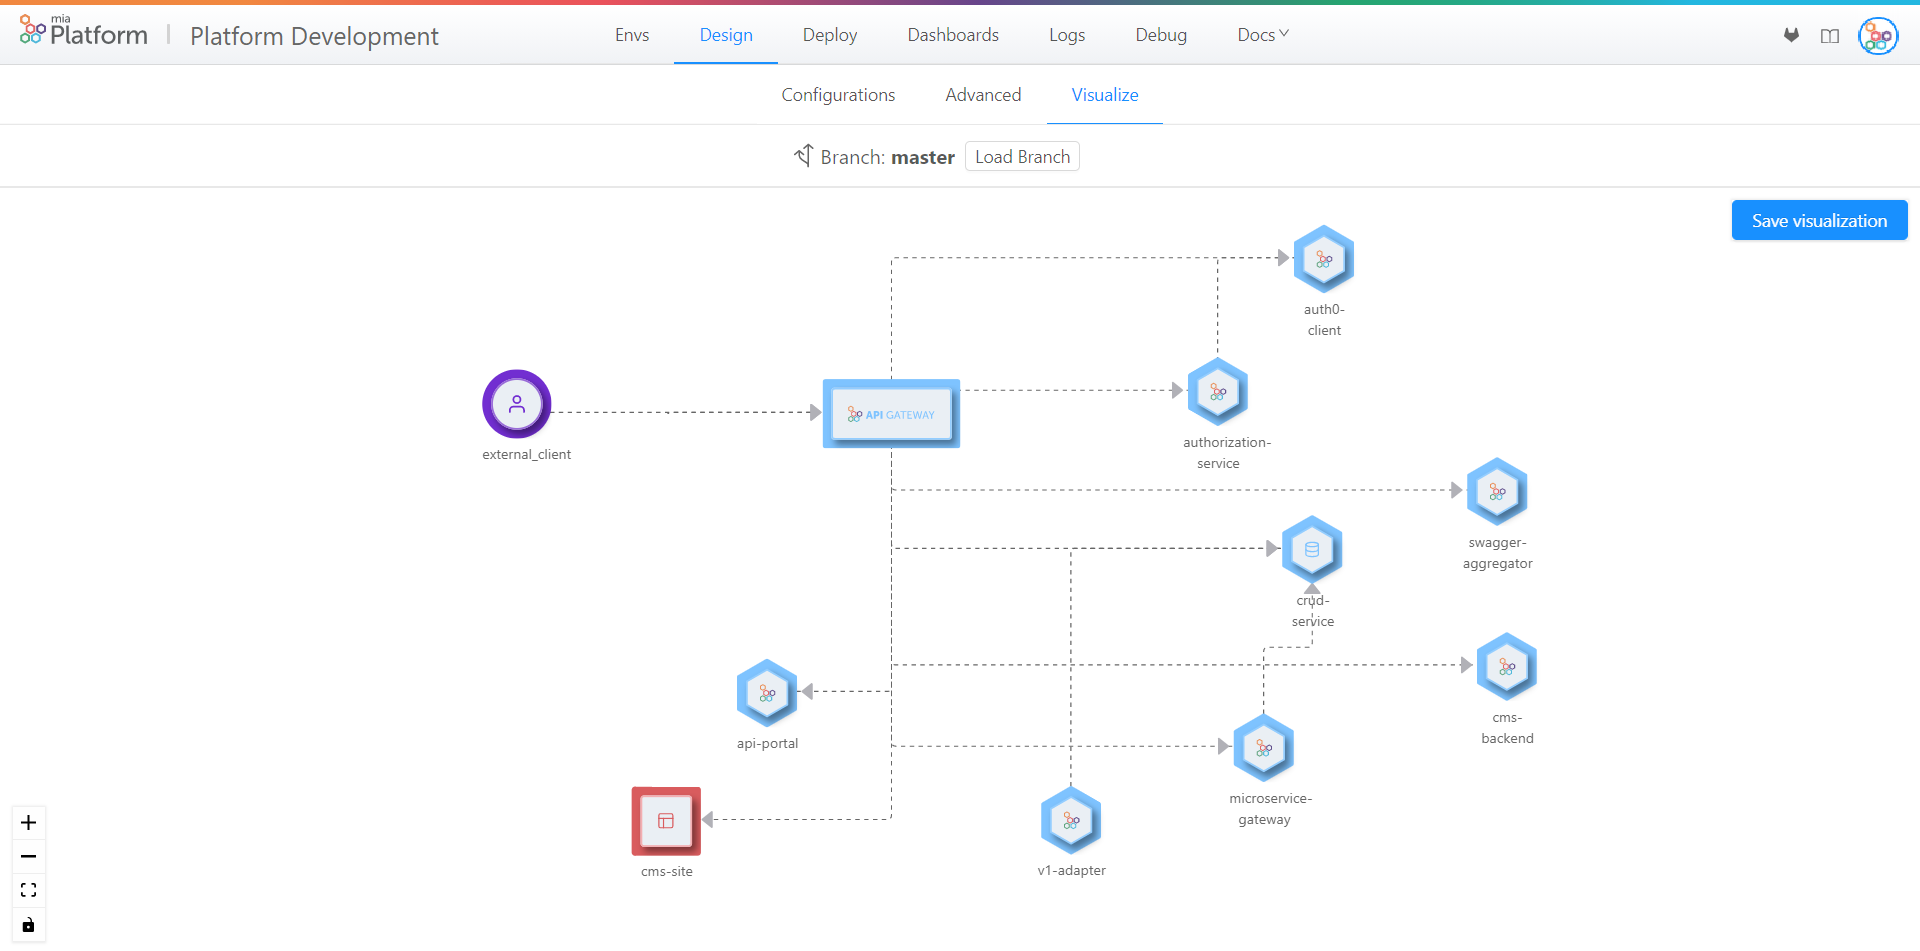 mia
Platform
Platform Development
Envs
Design
Deploy
Dashboards
Logs
Debug
Docs
Configurations
Advanced
Visualize
Branch: master
Load Branch
Save visualization
auth0-
client
external_client
API GATEWAY
authorization-
service
swagger-
aggregator
crud-
service
cms-
backend
api-portal
microservice-
gateway
cms-site
v1-adapter